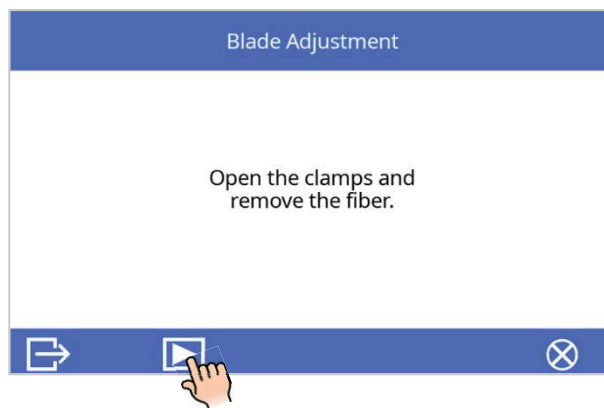 Blade Adjustment
Open the clamps and
remove the fiber.